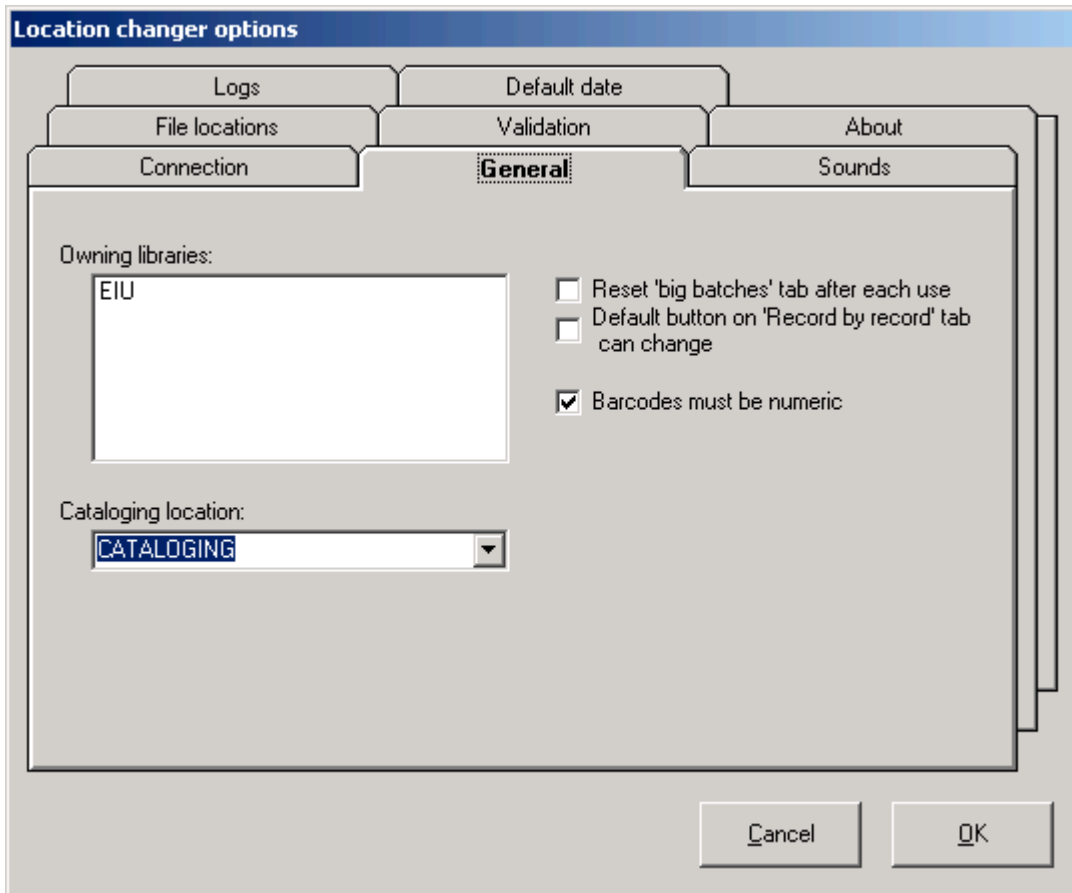 Location changer options
Logs
Default date
File locations
Validation
About
Connection
General
Sounds
Owning libraries:
EIU
Reset 'big batches' tab after each use
Default button on 'Record by record' tab
can change
Barcodes must be numeric
Cataloging location:
CATALOGING
Cancel
OK